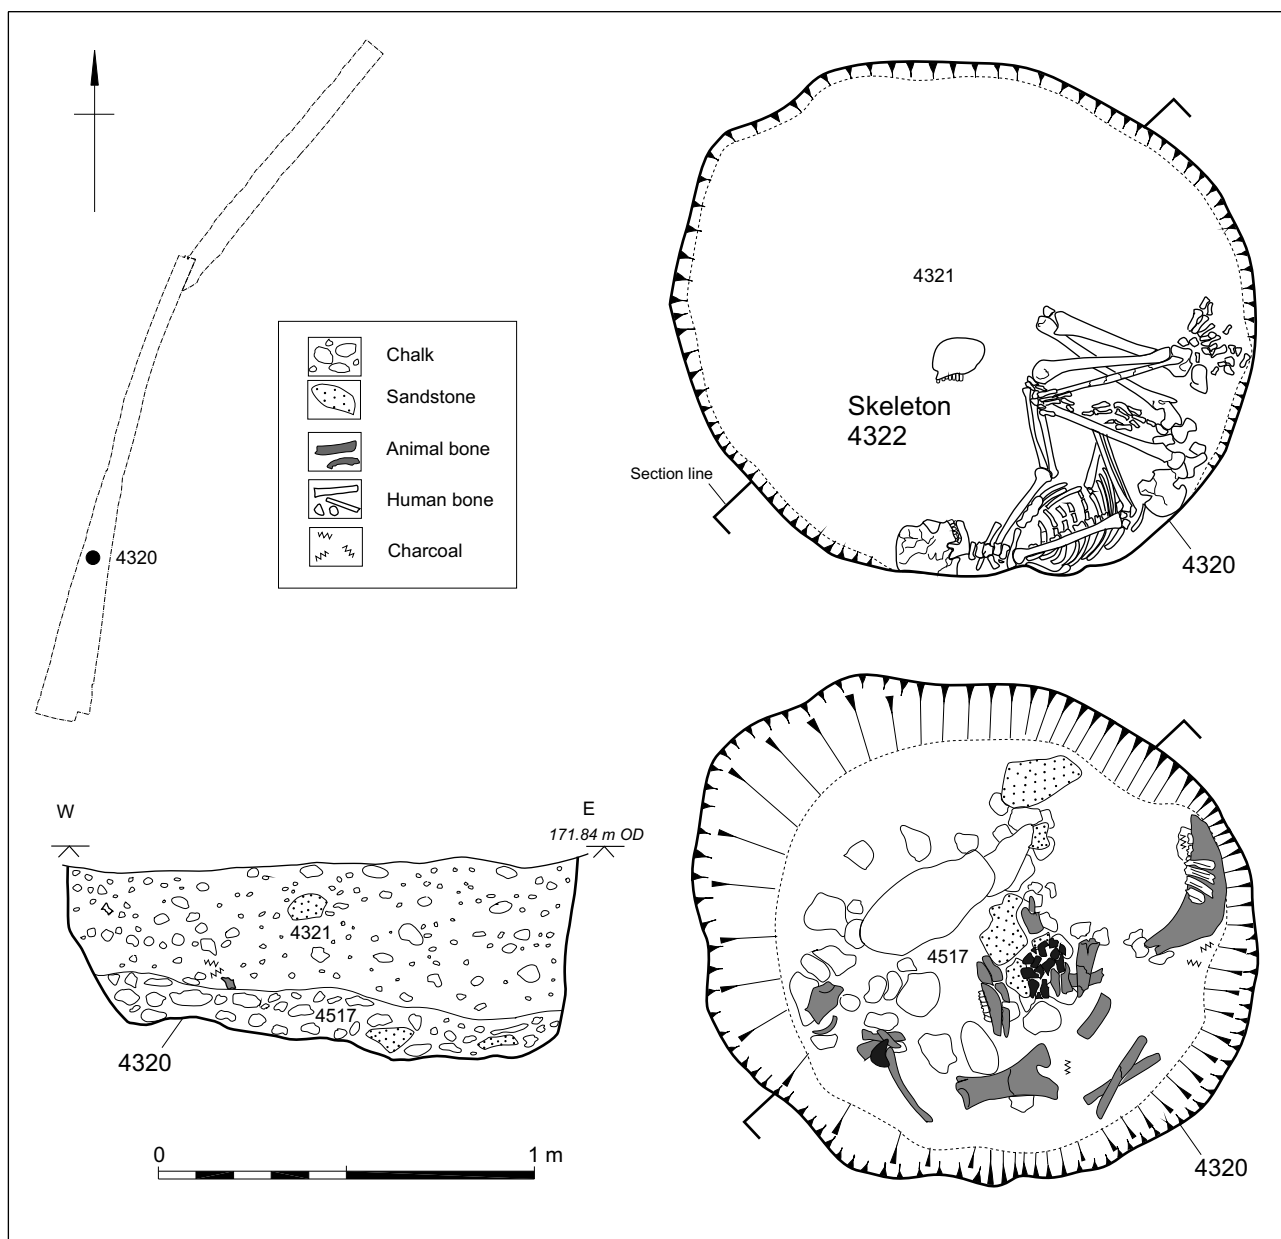 4320
Chalk
Sandstone
Animal bone
Human bone
Charcoal
4321
Skeleton
4322
Section line
4320
W
E
171.84 m OD
4321
4517
4320
0
1 m
4517
4320